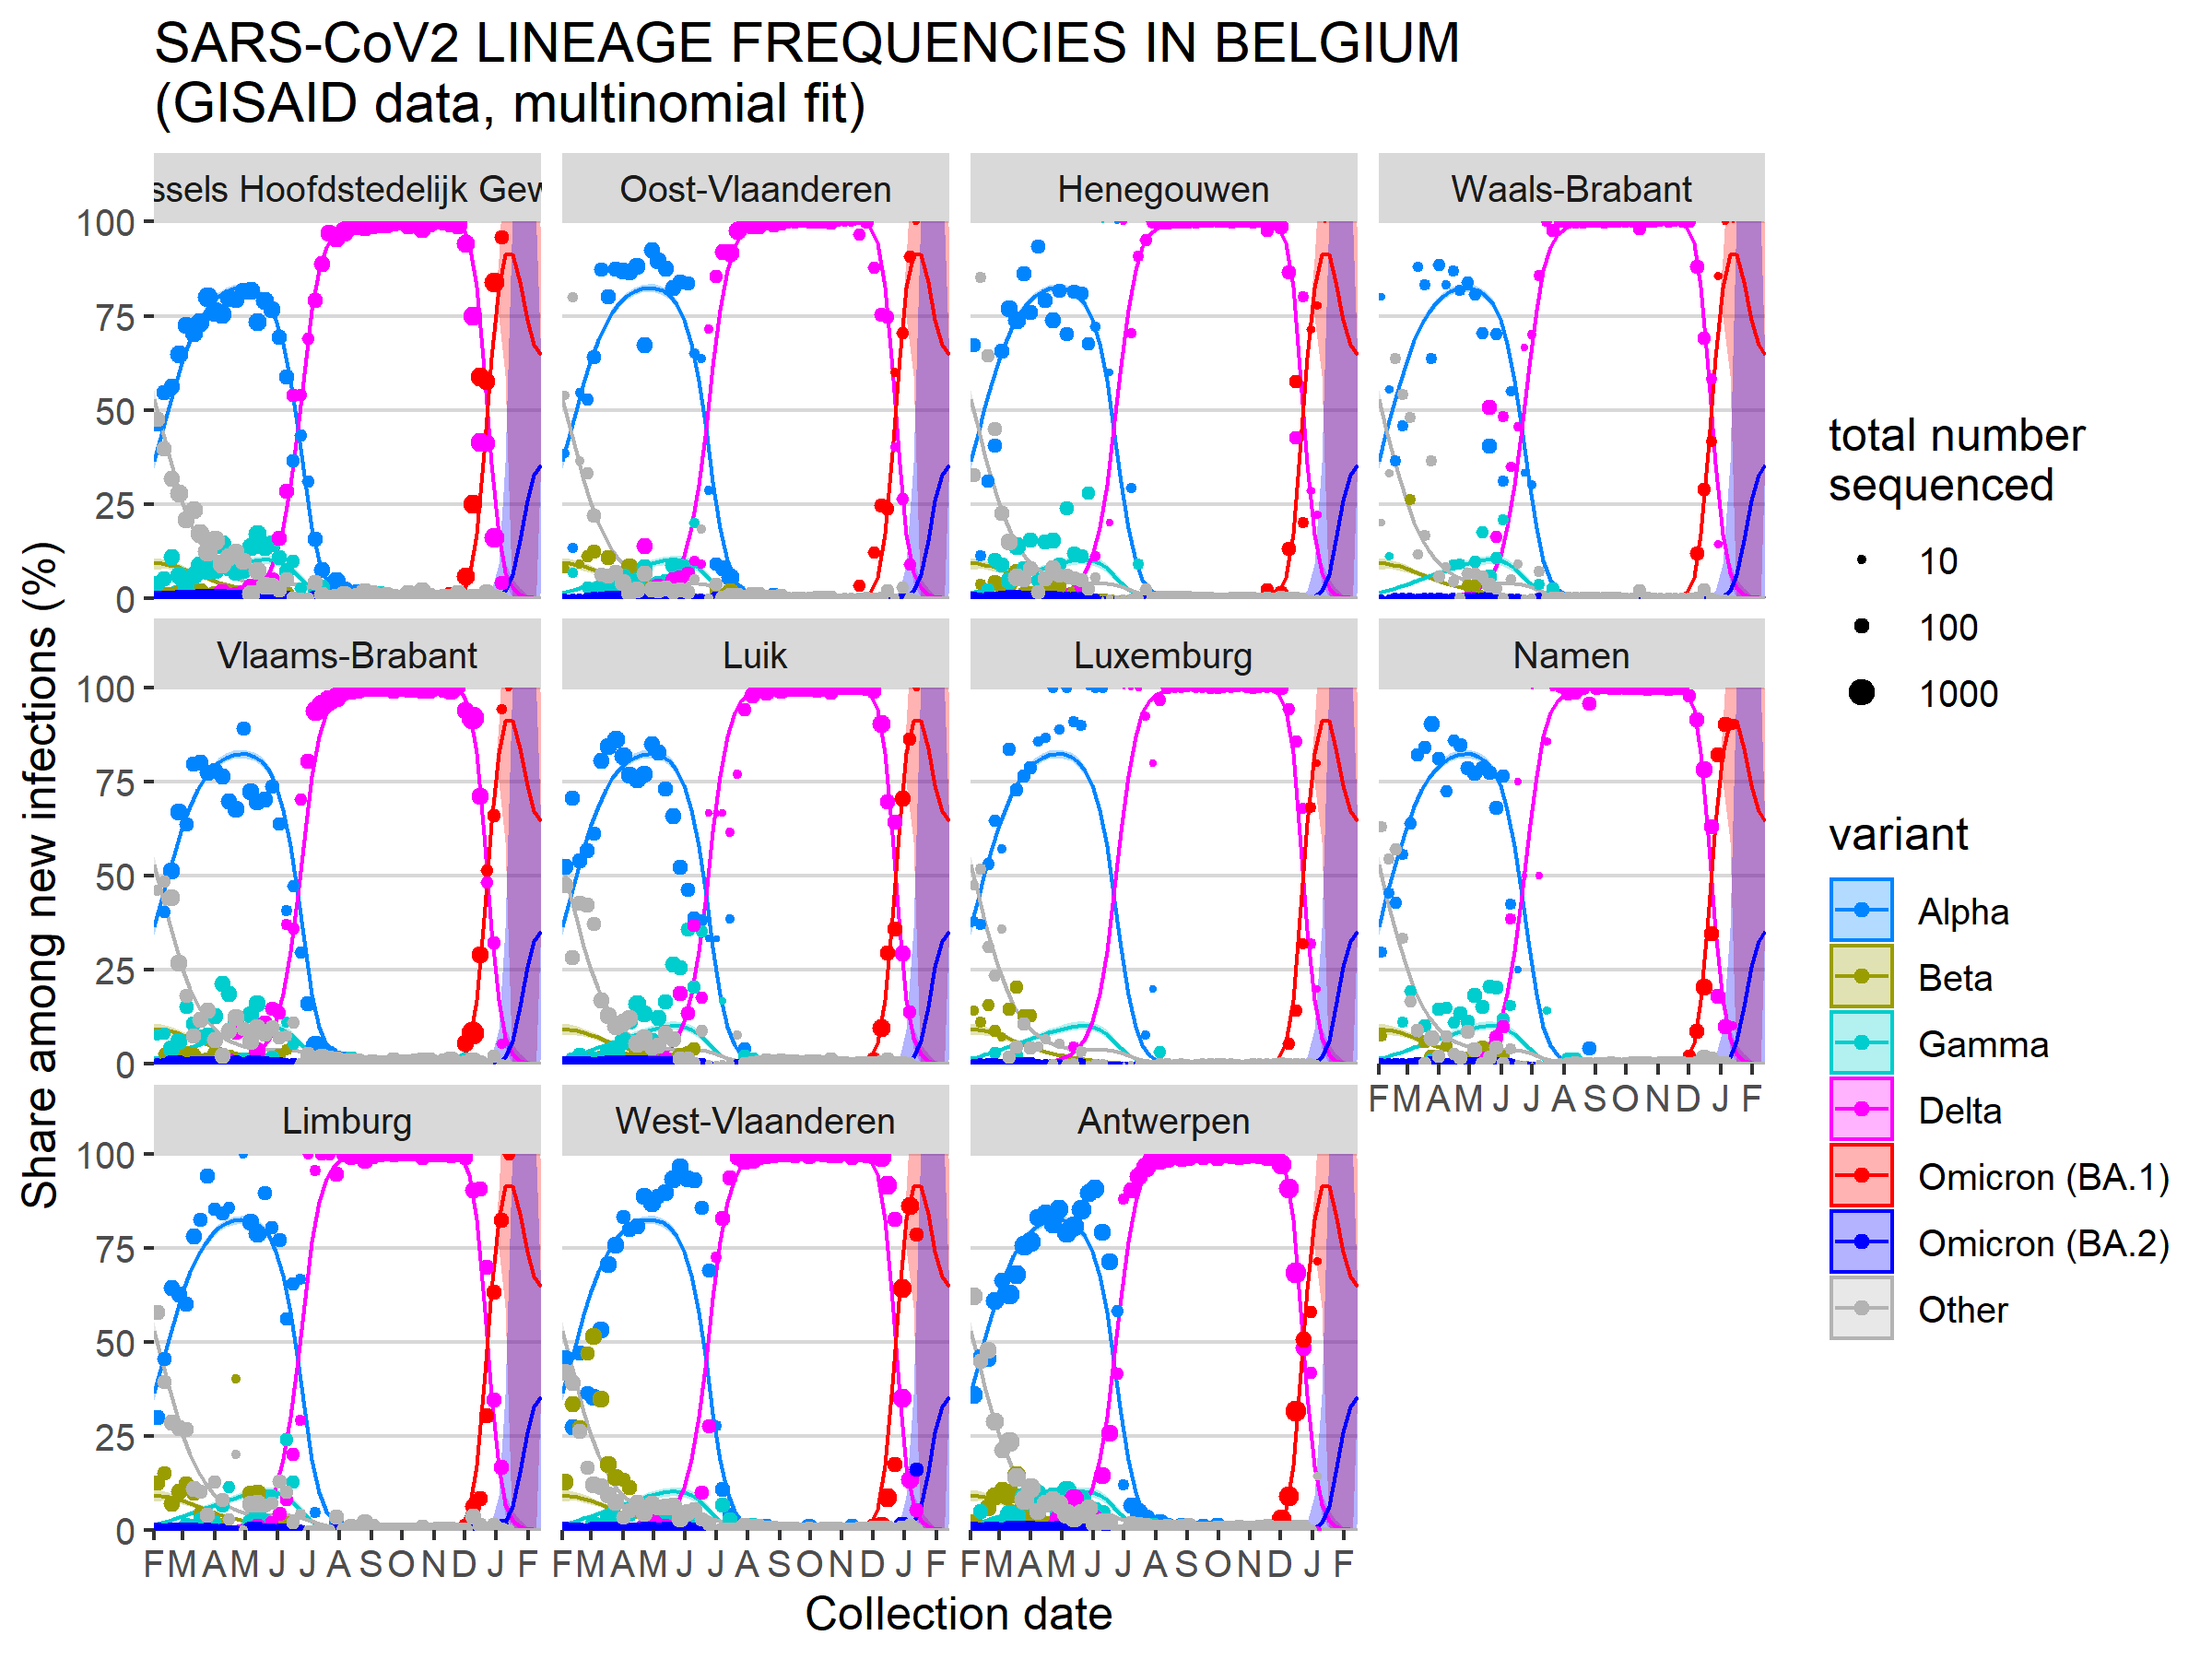 SARS-CoV2 LINEAGE FREQUENCIES IN BELGIUM
(GISAID data, multinomial fit)
ssels Hoofdstedelijk Gew
Oost-Vlaanderen
Henegouwen
Waals-Brabant
100
75
50
25
0
Vlaams-Brabant
Luik
Luxemburg
Namen
100
75
50
25
0
F M A M J J A S O N D J F
Limburg
West-Vlaanderen
Antwerpen
100
75
50
25
0
F M A M J J A S O N D J F
F M A M J J A S O N D J F
F M A M J J A S O N D J F
Collection date
Share among new infections (%)
total number
sequenced
10
100
1000
variant
Alpha
Beta
Gamma
Delta
Omicron (BA.1)
Omicron (BA.2)
Other